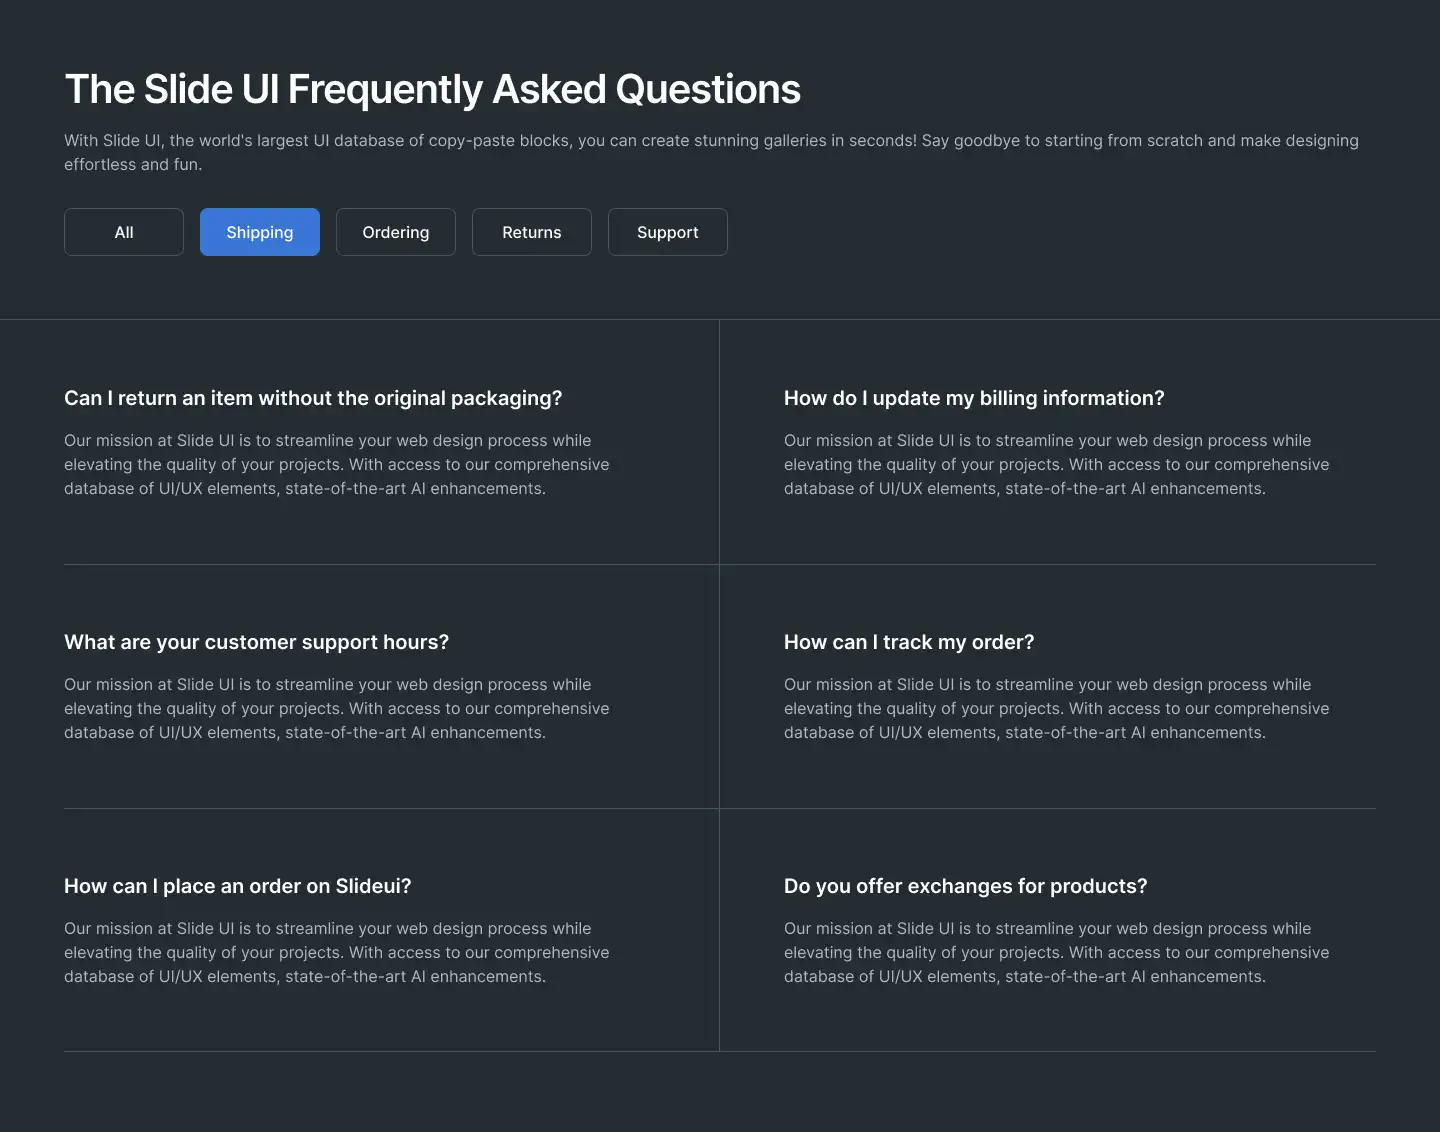 The Slide UI Frequently Asked Questions
With Slide UI, the world's largest UI database of copy-paste blocks, you can create stunning galleries in seconds! Say goodbye to starting from scratch and make designing
effortless and fun.
All
Shipping
Ordering
Returns
Support
Can I return an item without the original packaging?
Our mission at Slide UI is to streamline your web design process while
elevating the quality of your projects. With access to our comprehensive
database of UI/UX elements, state-of-the-art AI enhancements.
How do I update my billing information?
Our mission at Slide UI is to streamline your web design process while
elevating the quality of your projects. With access to our comprehensive
database of UI/UX elements, state-of-the-art AI enhancements.
What are your customer support hours?
Our mission at Slide UI is to streamline your web design process while
elevating the quality of your projects. With access to our comprehensive
database of UI/UX elements, state-of-the-art AI enhancements.
How can I track my order?
Our mission at Slide UI is to streamline your web design process while
elevating the quality of your projects. With access to our comprehensive
database of UI/UX elements, state-of-the-art AI enhancements.
How can I place an order on Slideui?
Our mission at Slide UI is to streamline your web design process while
elevating the quality of your projects. With access to our comprehensive
database of UI/UX elements, state-of-the-art AI enhancements.
Do you offer exchanges for products?
Our mission at Slide UI is to streamline your web design process while
elevating the quality of your projects. With access to our comprehensive
database of UI/UX elements, state-of-the-art AI enhancements.